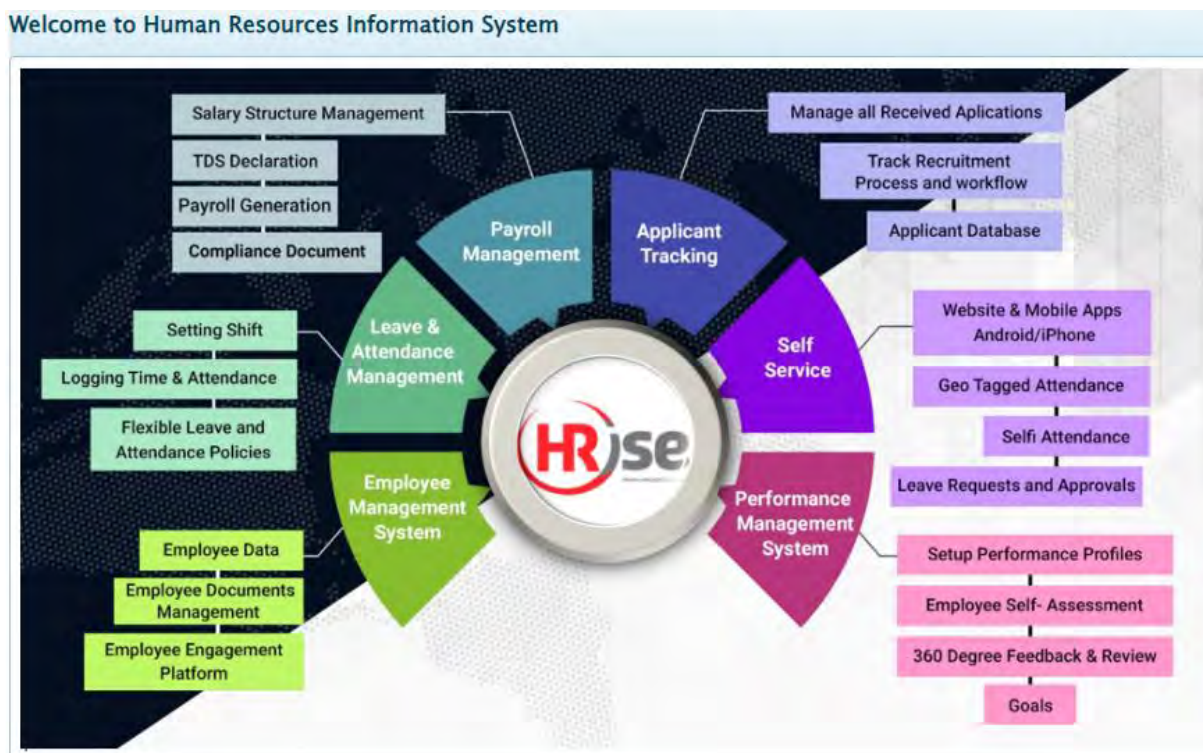 Welcome to Human Resources Information System
Salary Structure Management
TDS Declaration
Payroll Generation
Compliance Document
Manage all Received Aplications
Track Recruitment
Process and workflow
Applicant Database
Payroll
Management
Applicant
Tracking
Setting Shift
Logging Time & Attendance
Flexible Leave and
Attendance Policies
Leave &
Attendance
Management
Self
Service
Website & Mobile Apps
Android/iPhone
Geo Tagged Attendance
Selfi Attendance
Leave Requests and Approvals
HRise
Employee
Management
System
Performance
Management
System
Employee Data
Employee Documents
Management
Employee Engagement
Platform
Setup Performance Profiles
Employee Self- Assessment
360 Degree Feedback & Review
Goals